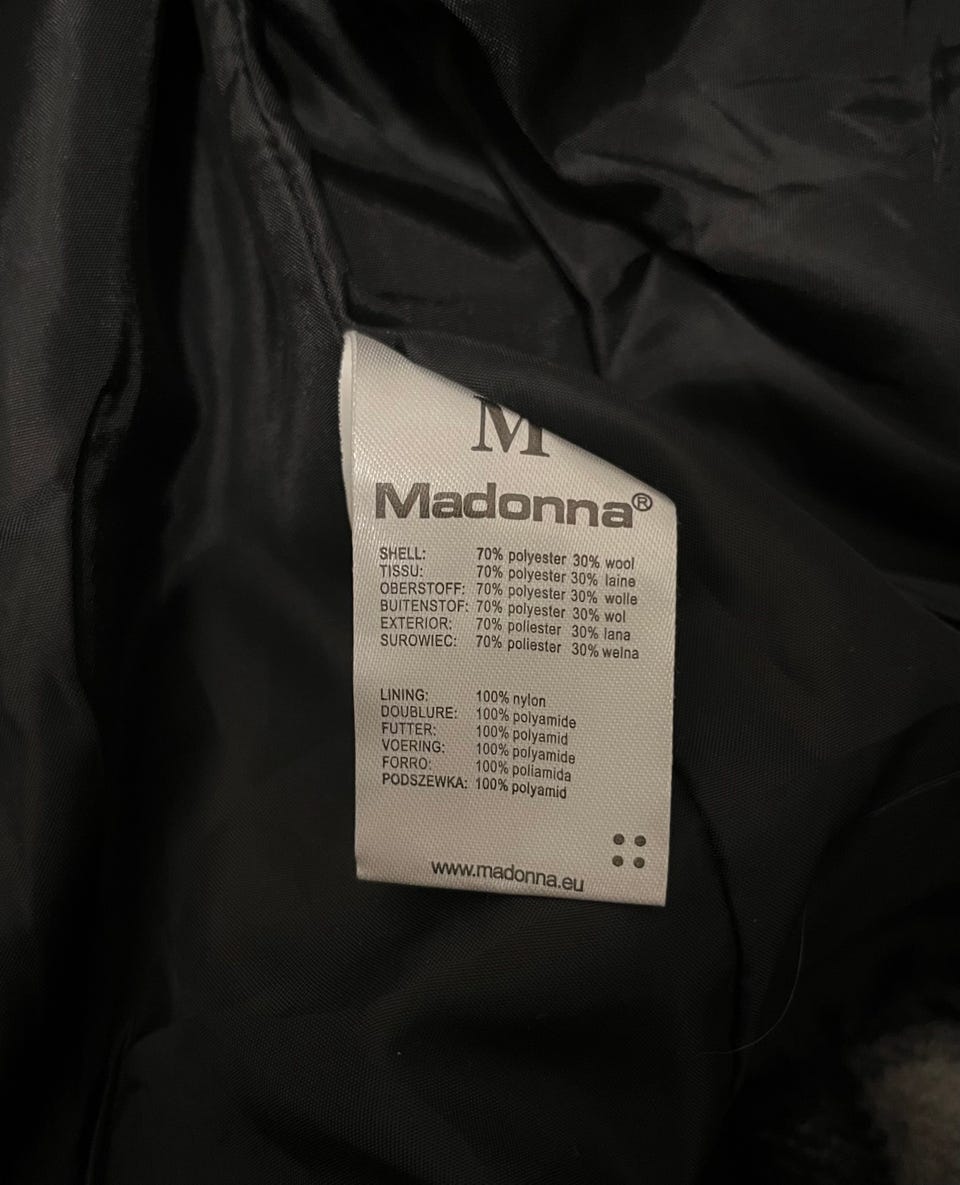 M
Madonna®
SHELL: 70% polyester 30% wool
TISSU: 70% polyester 30% laine
OBERSTOFF: 70% polyester 30% wolle
BUITENSTOF: 70% polyester 30% wol
EXTERIOR: 70% poliester 30% lana
SUROWIEC: 70% poliester 30% welna
LINING: 100% nylon
DOUBLURE: 100% polyamide
FUTTER: 100% polyamid
VOERING: 100% polyamide
FORRO: 100% poliamida
PODSZEWKA: 100% polyamid
www.madonna.eu